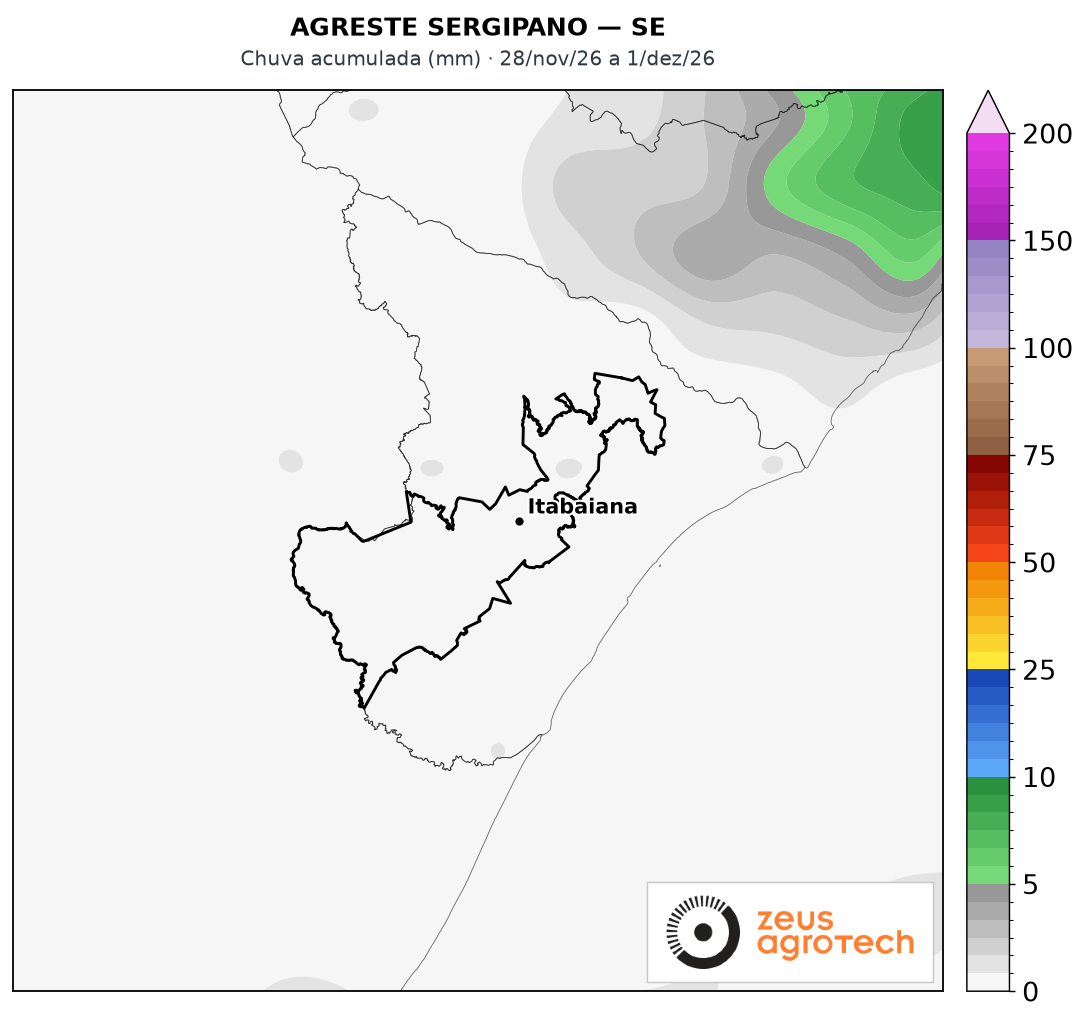 AGRESTE SERGIPANO — SE
Chuva acumulada (mm) · 28/nov/26 a 1/dez/26
200
150
100
75
50
25
10
5
0
Itabaiana
zeus
agrotech